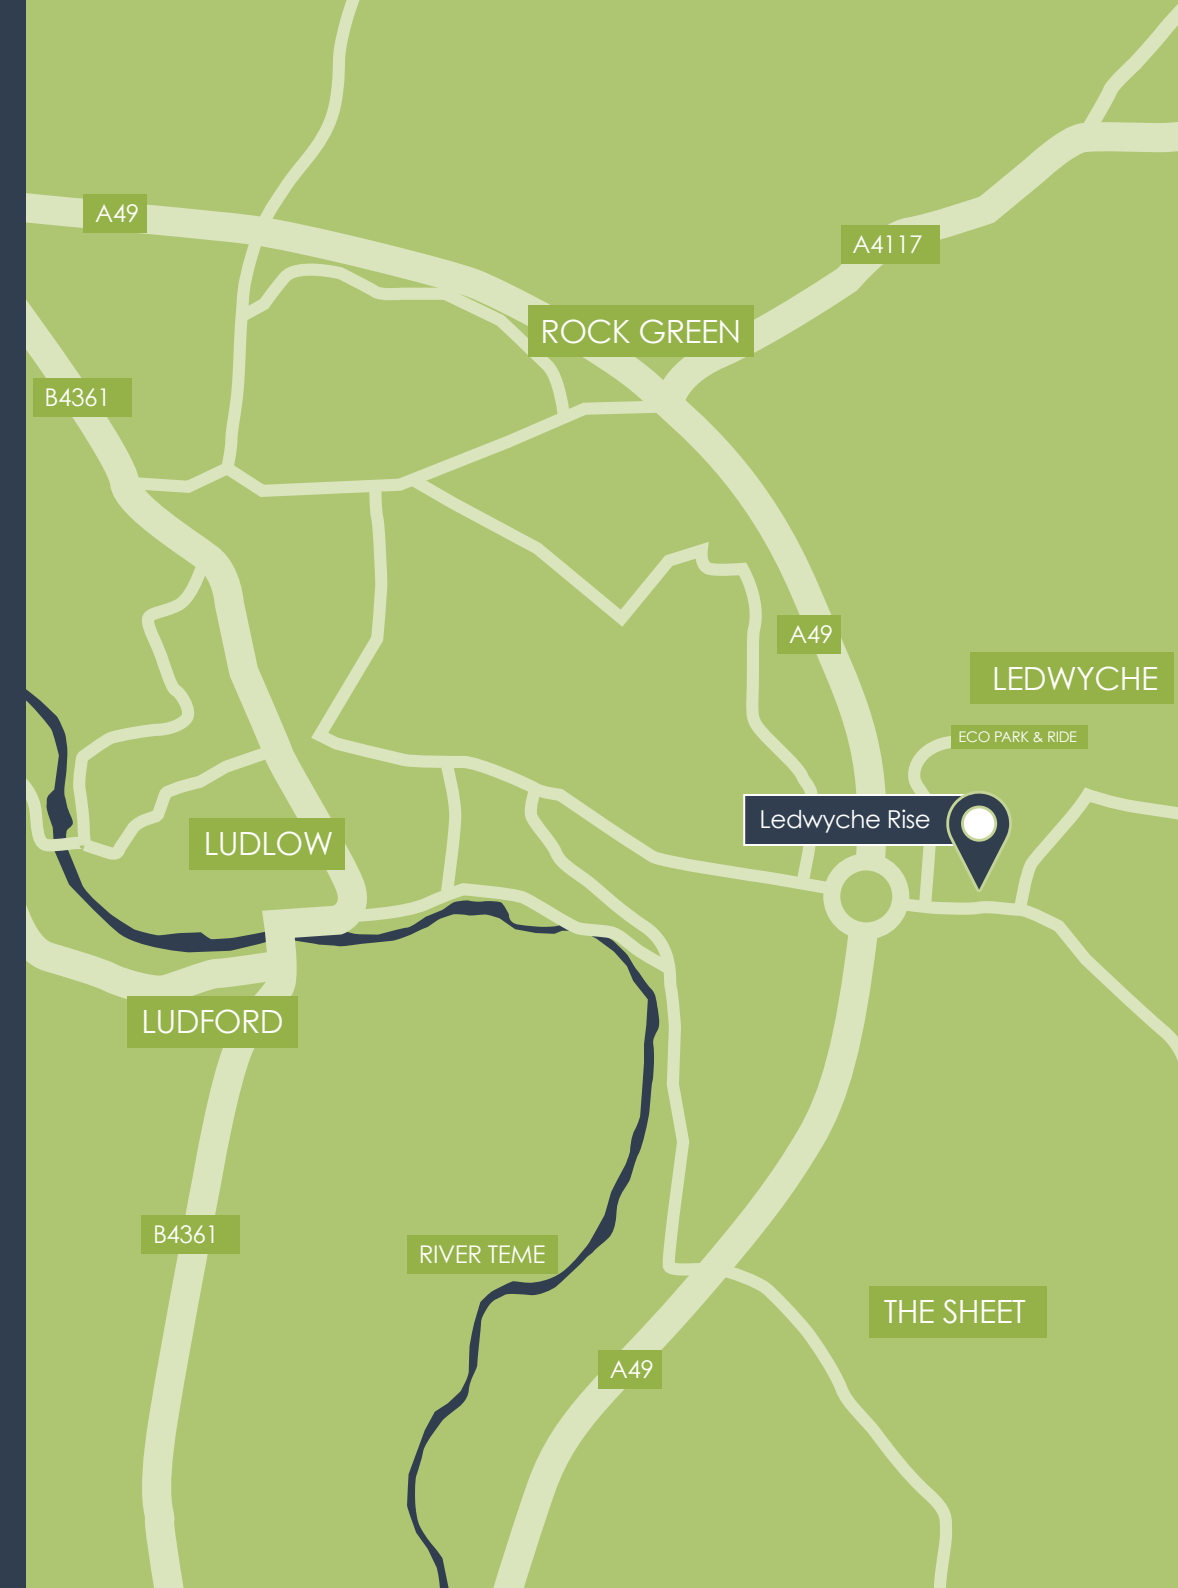 A49
A4117
ROCK GREEN
B4361
A49
LEDWYCHE
ECO PARK & RIDE
Ledwyche Rise
LUDLOW
LUDFORD
B4361
RIVER TEME
THE SHEET
A49